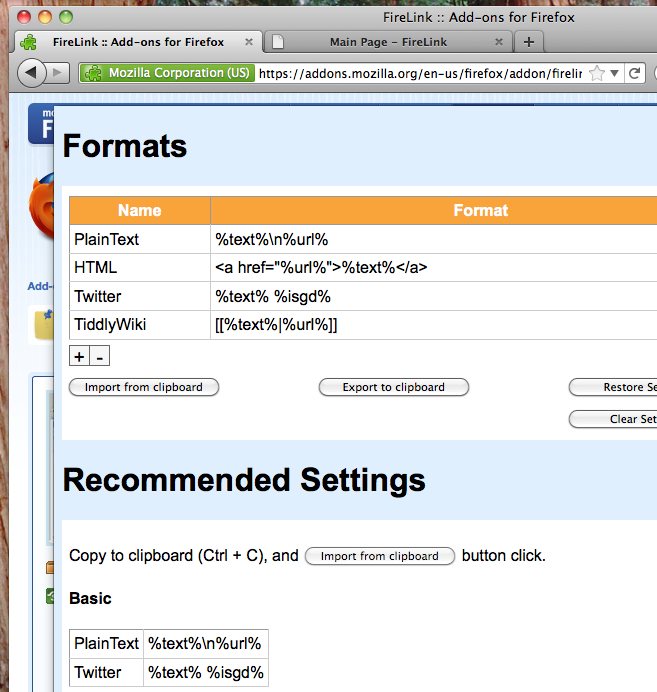 FireLink :: Add-ons for Firefox
FireLink :: Add-ons for Firefox
Main Page - FireLink
Mozilla Corporation (US) https://addons.mozilla.org/en-us/firefox/addon/firelin
Formats
Name Format
PlainText %text%\n%url%
HTML <a href="%url%">%text%</a>
Twitter %text% %isgd%
TiddlyWiki [[%text%|%url%]]
+ -
Import from clipboard Export to clipboard Restore Se
Clear Set
Recommended Settings
Copy to clipboard (Ctrl + C), and Import from clipboard button click.
Basic
PlainText %text%\n%url%
Twitter %text% %isgd%